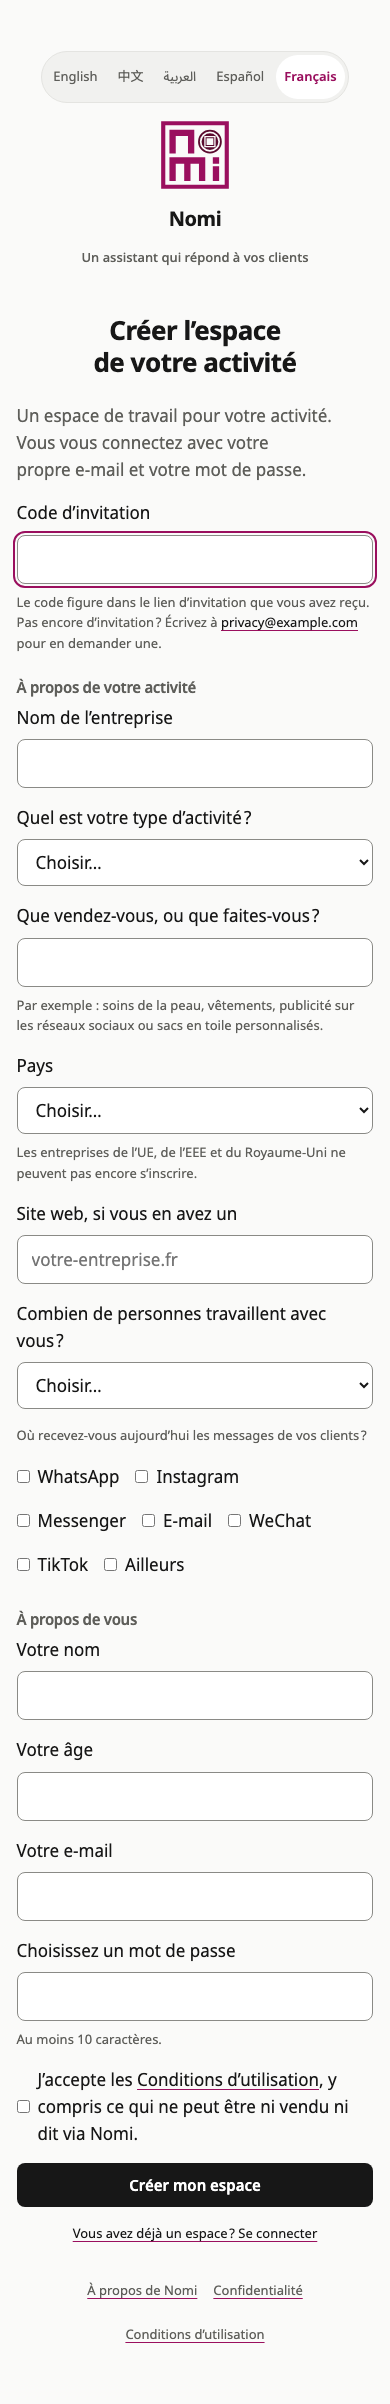 English 中文 العربية Español Français
nomi
Nomi
Un assistant qui répond à vos clients
Créer l’espace
de votre activité
Un espace de travail pour votre activité.
Vous vous connectez avec votre
propre e-mail et votre mot de passe.
Code d’invitation
Le code figure dans le lien d’invitation que vous avez reçu.
Pas encore d’invitation ? Écrivez à privacy@example.com
pour en demander une.
À propos de votre activité
Nom de l’entreprise
Quel est votre type d’activité ?
Choisir…
Que vendez-vous, ou que faites-vous ?
Par exemple : soins de la peau, vêtements, publicité sur
les réseaux sociaux ou sacs en toile personnalisés.
Pays
Choisir…
Les entreprises de l’UE, de l’EEE et du Royaume-Uni ne
peuvent pas encore s’inscrire.
Site web, si vous en avez un
votre-entreprise.fr
Combien de personnes travaillent avec
vous ?
Choisir…
Où recevez-vous aujourd’hui les messages de vos clients ?
WhatsApp Instagram
Messenger E-mail WeChat
TikTok Ailleurs
À propos de vous
Votre nom
Votre âge
Votre e-mail
Choisissez un mot de passe
Au moins 10 caractères.
J’accepte les Conditions d’utilisation, y
compris ce qui ne peut être ni vendu ni
dit via Nomi.
Créer mon espace
Vous avez déjà un espace ? Se connecter
À propos de Nomi Confidentialité
Conditions d’utilisation